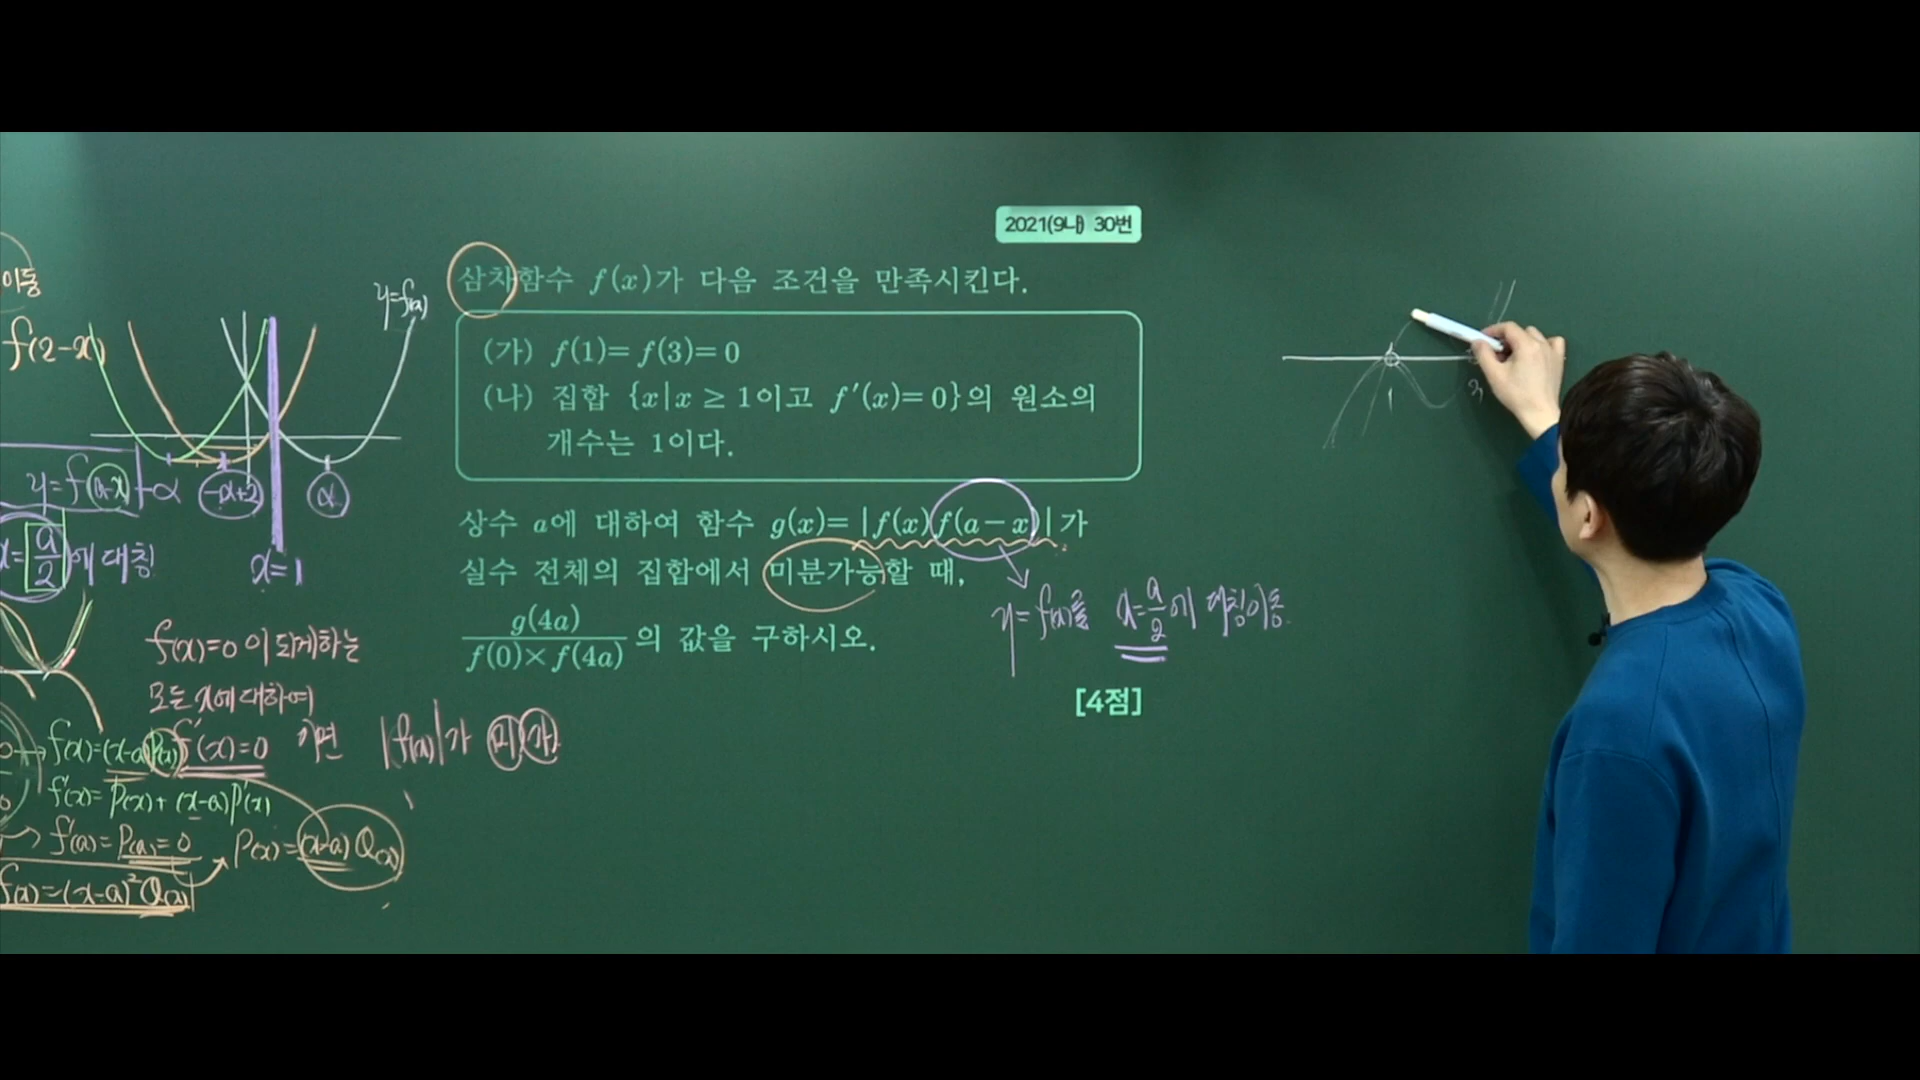 2021(9나) 30번
삼차함수 f(x)가 다음 조건을 만족시킨다.
(가) f(1)=f(3)=0
(나) 집합 {x|x ≥ 1이고 f′(x)=0}의 원소의
개수는 1이다.
상수 a에 대하여 함수 g(x)=|f(x)f(a-x)|가
실수 전체의 집합에서 미분가능할 때,
g(4a)
f(0)×f(4a)
의 값을 구하시오.
[4점]
이동
f(2-x)
y=f(x)
y=f(a-x)
-α
-α+2
α
x=a/2에 대칭
x=1
f(x)=0이 되게하는
모든 x에 대하여
f′(x)=0 이면 |f(x)|가 미가
f(x)=(x-a)P(x)
f′(x)=P(x)+(x-a)P′(x)
f′(a)=P(a)=0
P(x)=(x-a)Q(x)
f(x)=(x-a)²Q(x)
y=f(x)를 x=a/2에 대칭이동.
1
3